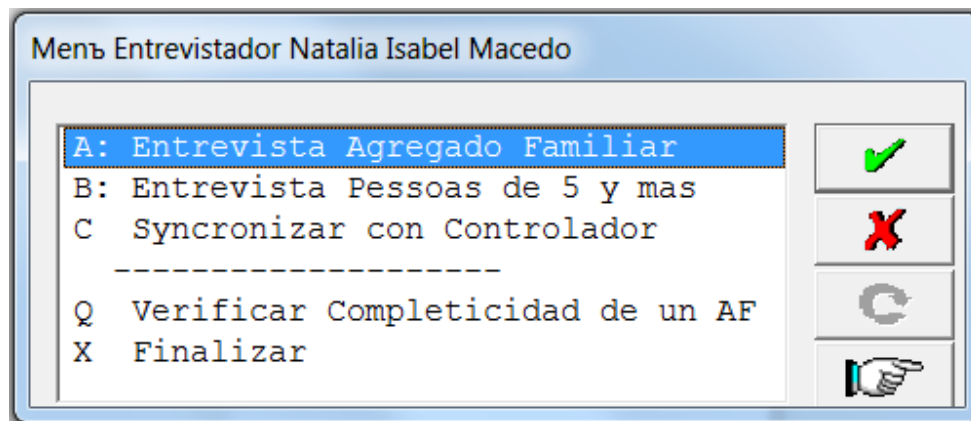 Menъ Entrevistador Natalia Isabel Macedo
A: Entrevista Agregado Familiar
B: Entrevista Pessoas de 5 y mas
C  Syncronizar con Controlador
--------------------
Q  Verificar Completicidad de un AF
X  Finalizar